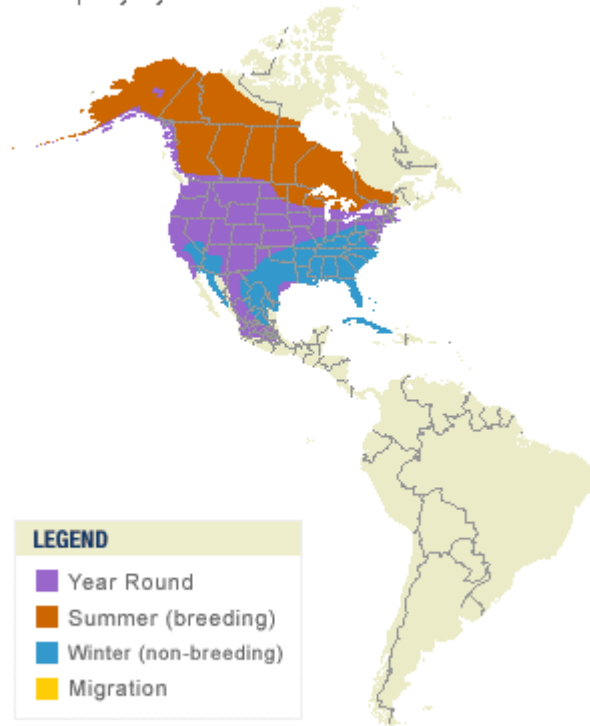 LEGEND
Year Round
Summer (breeding)
Winter (non-breeding)
Migration